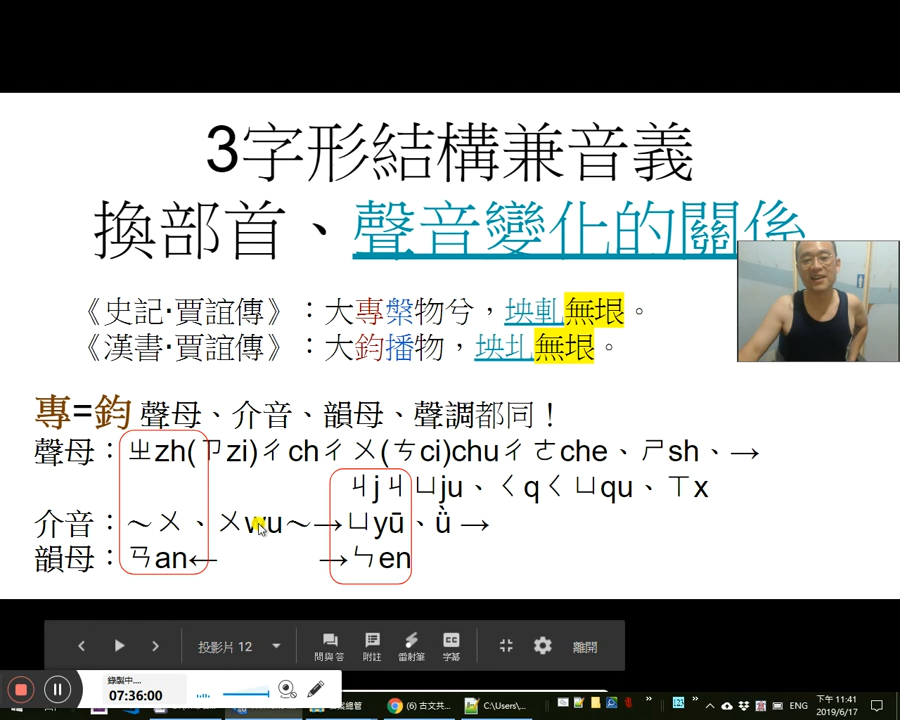 3字形結構兼音義
換部首、聲音變化的關係
《史記·賈誼傳》：大專槃物兮，坱軋無垠。
《漢書·賈誼傳》：大鈞播物，坱圠無垠。
專=鈞 聲母、介音、韻母、聲調都同！
聲母：ㄓzh(ㄗzi)ㄔchㄔㄨ(ㄘci)chuㄔㄜche、ㄕsh、→
ㄐjㄐㄩju、ㄑqㄑㄩqu、ㄒx
介音：～ㄨ、ㄨwu～→ㄩyū、ǜ→
韻母：ㄢan← →ㄣen
投影片 12
問與答 附註 雷射筆 字幕 離開
錄製中....
07:36:00
(6) 古文共... C:\Users\... ENG 下午 11:41
2019/6/17